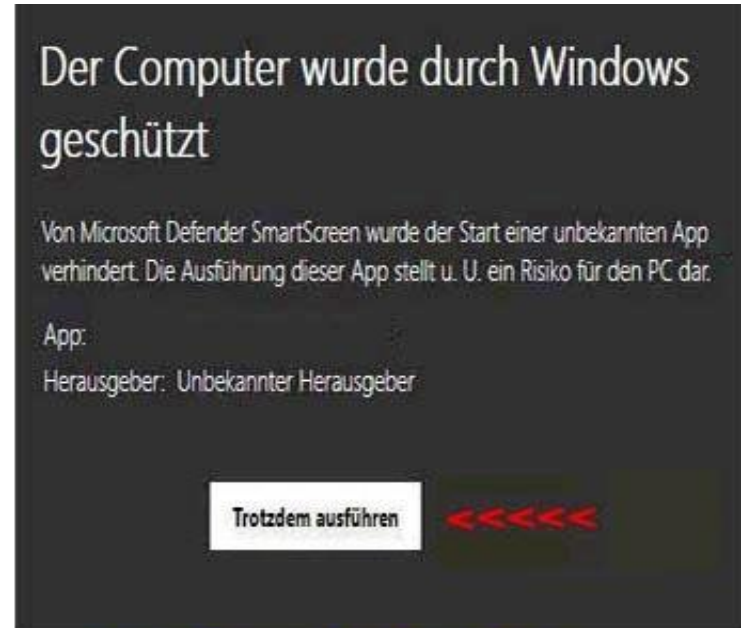 Der Computer wurde durch Windows
geschützt
Von Microsoft Defender SmartScreen wurde der Start einer unbekannten App
verhindert. Die Ausführung dieser App stellt u. U. ein Risiko für den PC dar.
App:
Herausgeber: Unbekannter Herausgeber
Trotzdem ausführen <<<<<